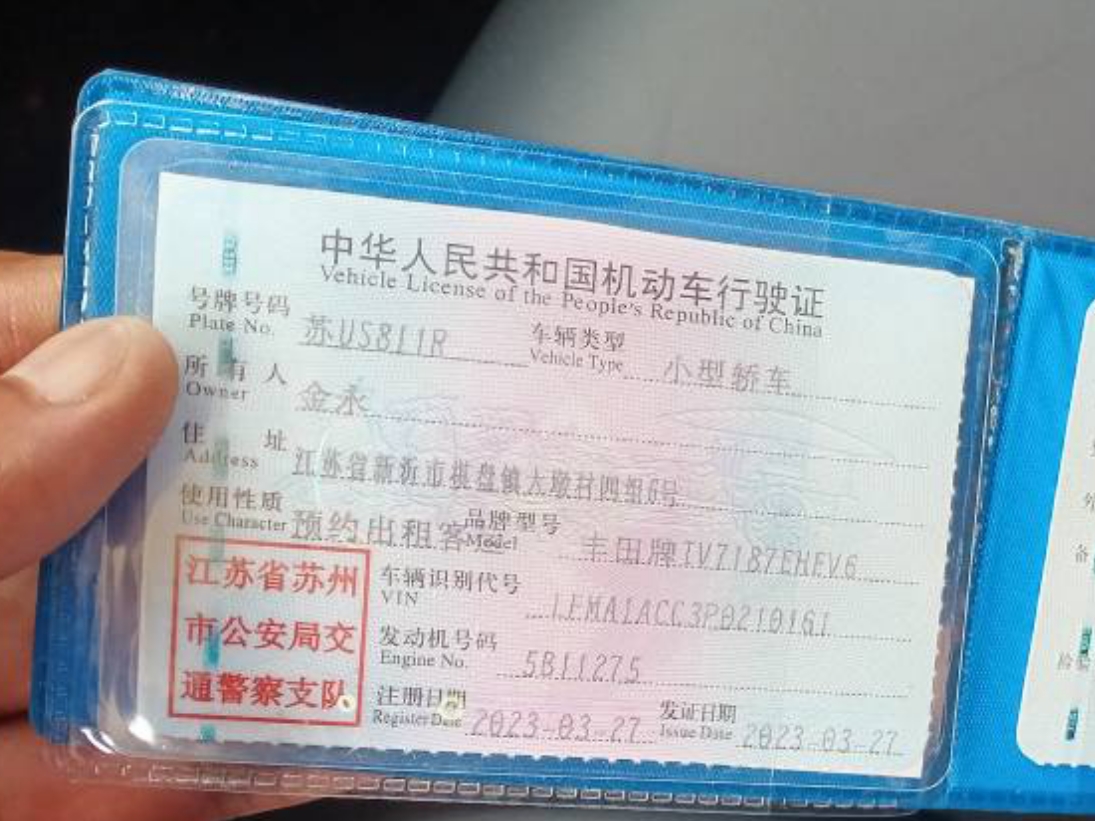 中华人民共和国机动车行驶证
Vehicle License of the People's Republic of China
号牌号码 苏US811R 车辆类型 小型轿车
Plate No. Vehicle Type
所有人 金永
Owner
住址 江苏省新沂市棋盘镇大墩村四组6号
Address
使用性质 预约出租客运 品牌型号 丰田牌TV7187EHEV6
Use Character Model
江苏省苏州
市公安局交
通警察支队
车辆识别代号 LFMA1ACC3P0210161
VIN
发动机号码 5B11275
Engine No.
注册日期 2023-03-27 发证日期 2023-03-27
Register Date Issue Date
备
检验